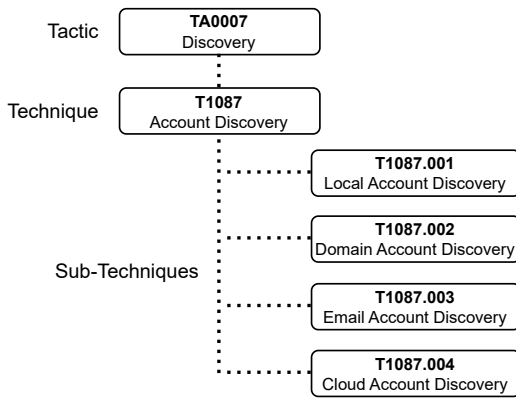 Tactic
TA0007
Discovery
Technique
T1087
Account Discovery
T1087.001
Local Account Discovery
T1087.002
Domain Account Discovery
Sub-Techniques
T1087.003
Email Account Discovery
T1087.004
Cloud Account Discovery